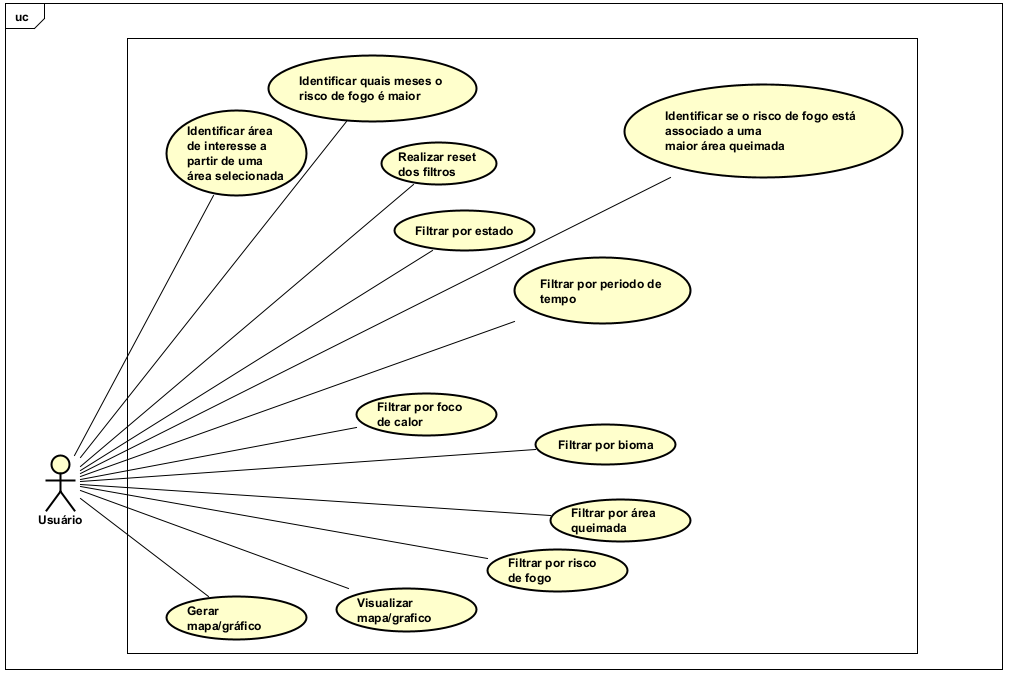 uc
Identificar quais meses o
risco de fogo é maior
Identificar se o risco de fogo está
associado a uma
maior área queimada
Identificar área
de interesse a
partir de uma
área selecionada
Realizar reset
dos filtros
Filtrar por estado
Filtrar por periodo de
tempo
Filtrar por foco
de calor
Filtrar por bioma
Usuário
Filtrar por área
queimada
Filtrar por risco
de fogo
Gerar
mapa/gráfico
Visualizar
mapa/grafico